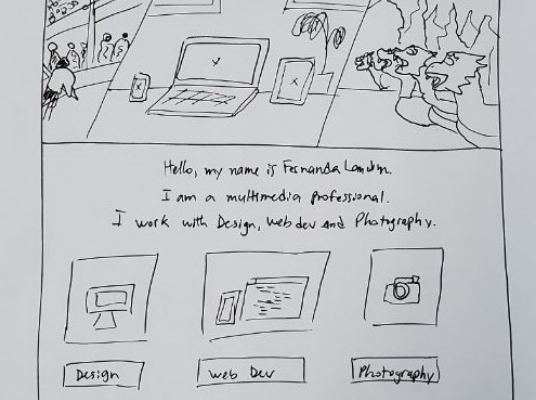 Hello, my name is Fernanda Landim.
I am a multimedia professional.
I work with Design, Web dev and Photography.
Design
Web Dev
Photography